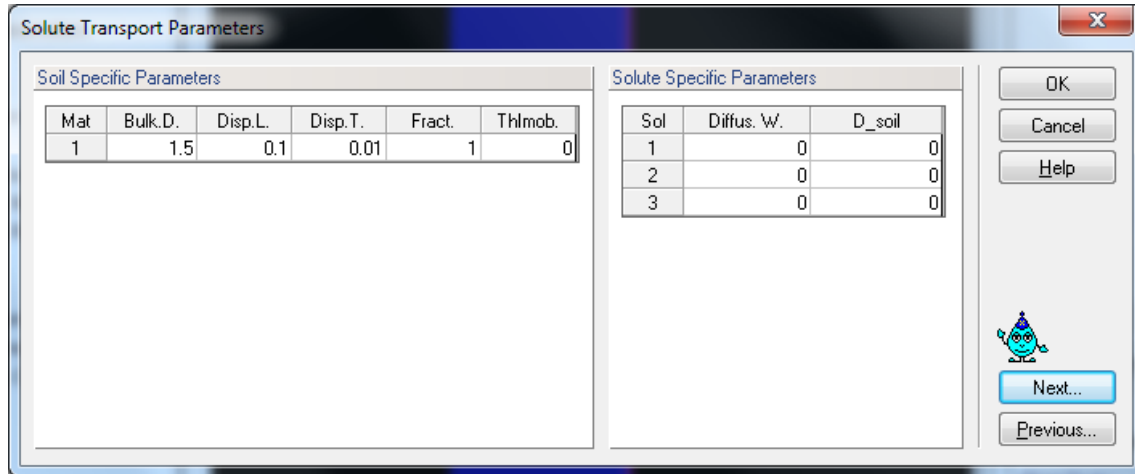 Solute Transport Parameters
Soil Specific Parameters
Mat Bulk.D. Disp.L. Disp.T. Fract. ThImob.
1 1.5 0.1 0.01 1 0
Solute Specific Parameters
Sol Diffus. W. D_soil
1 0 0
2 0 0
3 0 0
OK
Cancel
Help
Next...
Previous...